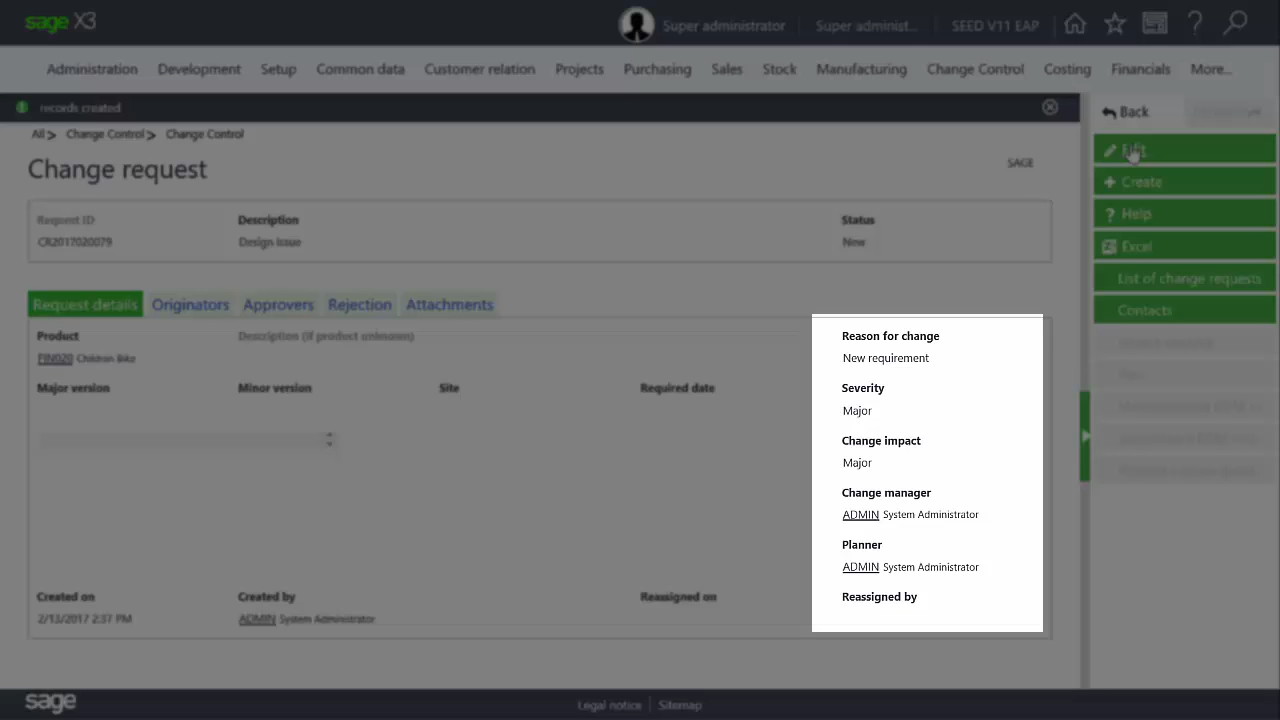 sage X3
Super administrator
Super administ...
SEED V11 EAP
Administration Development Setup Common data Customer relation Projects Purchasing Sales Stock Manufacturing Change Control Costing Financials More...
records created
All > Change Control > Change Control
Change request
SAGE
Request ID Description Status
CR2017020079 Design Issue New
Request details Originators Approvers Rejection Attachments
Product Description (if product unknown) Reason for change
FIN020 Children Bike New requirement
Major version Minor version Site Required date Severity
Major
Change impact
Major
Change manager
ADMIN System Administrator
Planner
ADMIN System Administrator
Created on Created by Reassigned on Reassigned by
2/13/2017 2:37 PM ADMIN System Administrator
Back
Edit
Create
Help
Excel
List of change requests
Contacts
sage
Legal notice | Sitemap